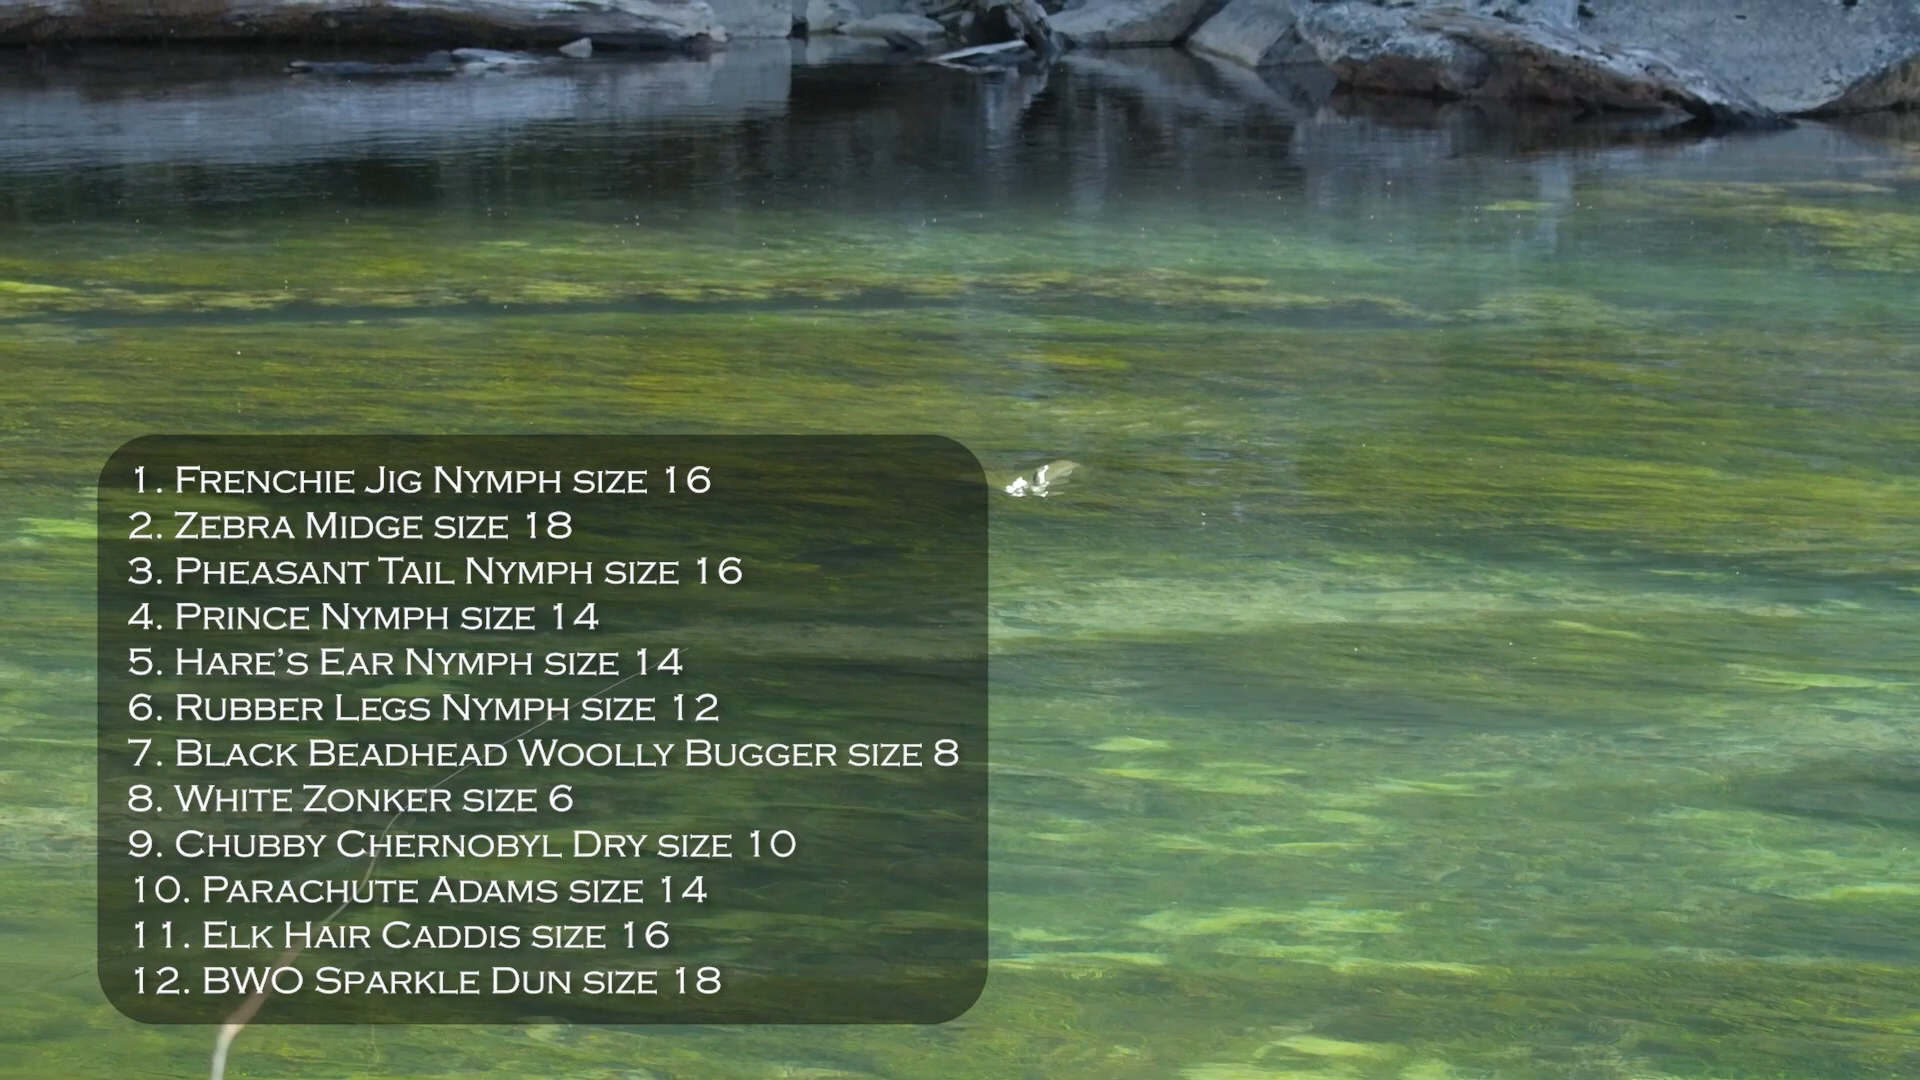 1. Frenchie Jig Nymph size 16
2. Zebra Midge size 18
3. Pheasant Tail Nymph size 16
4. Prince Nymph size 14
5. Hare’s Ear Nymph size 14
6. Rubber Legs Nymph size 12
7. Black Beadhead Woolly Bugger size 8
8. White Zonker size 6
9. Chubby Chernobyl Dry size 10
10. Parachute Adams size 14
11. Elk Hair Caddis size 16
12. BWO Sparkle Dun size 18